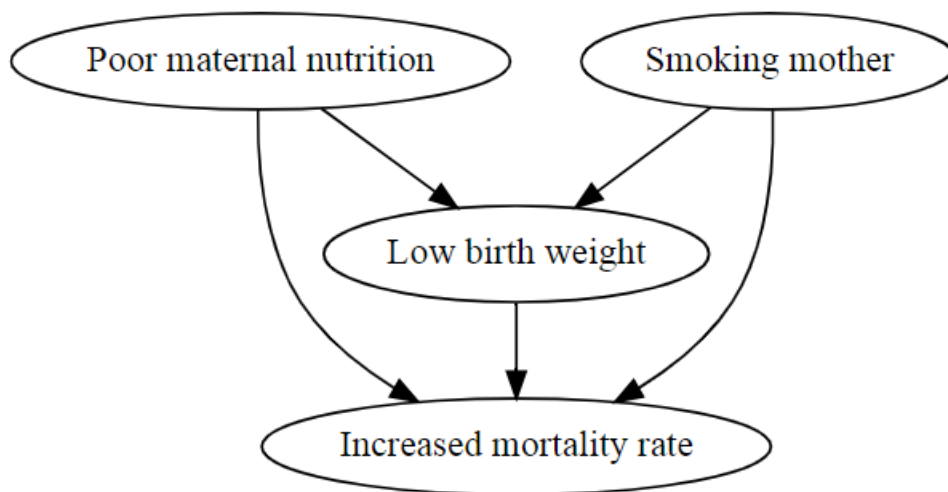 Poor maternal nutrition
Smoking mother
Low birth weight
Increased mortality rate